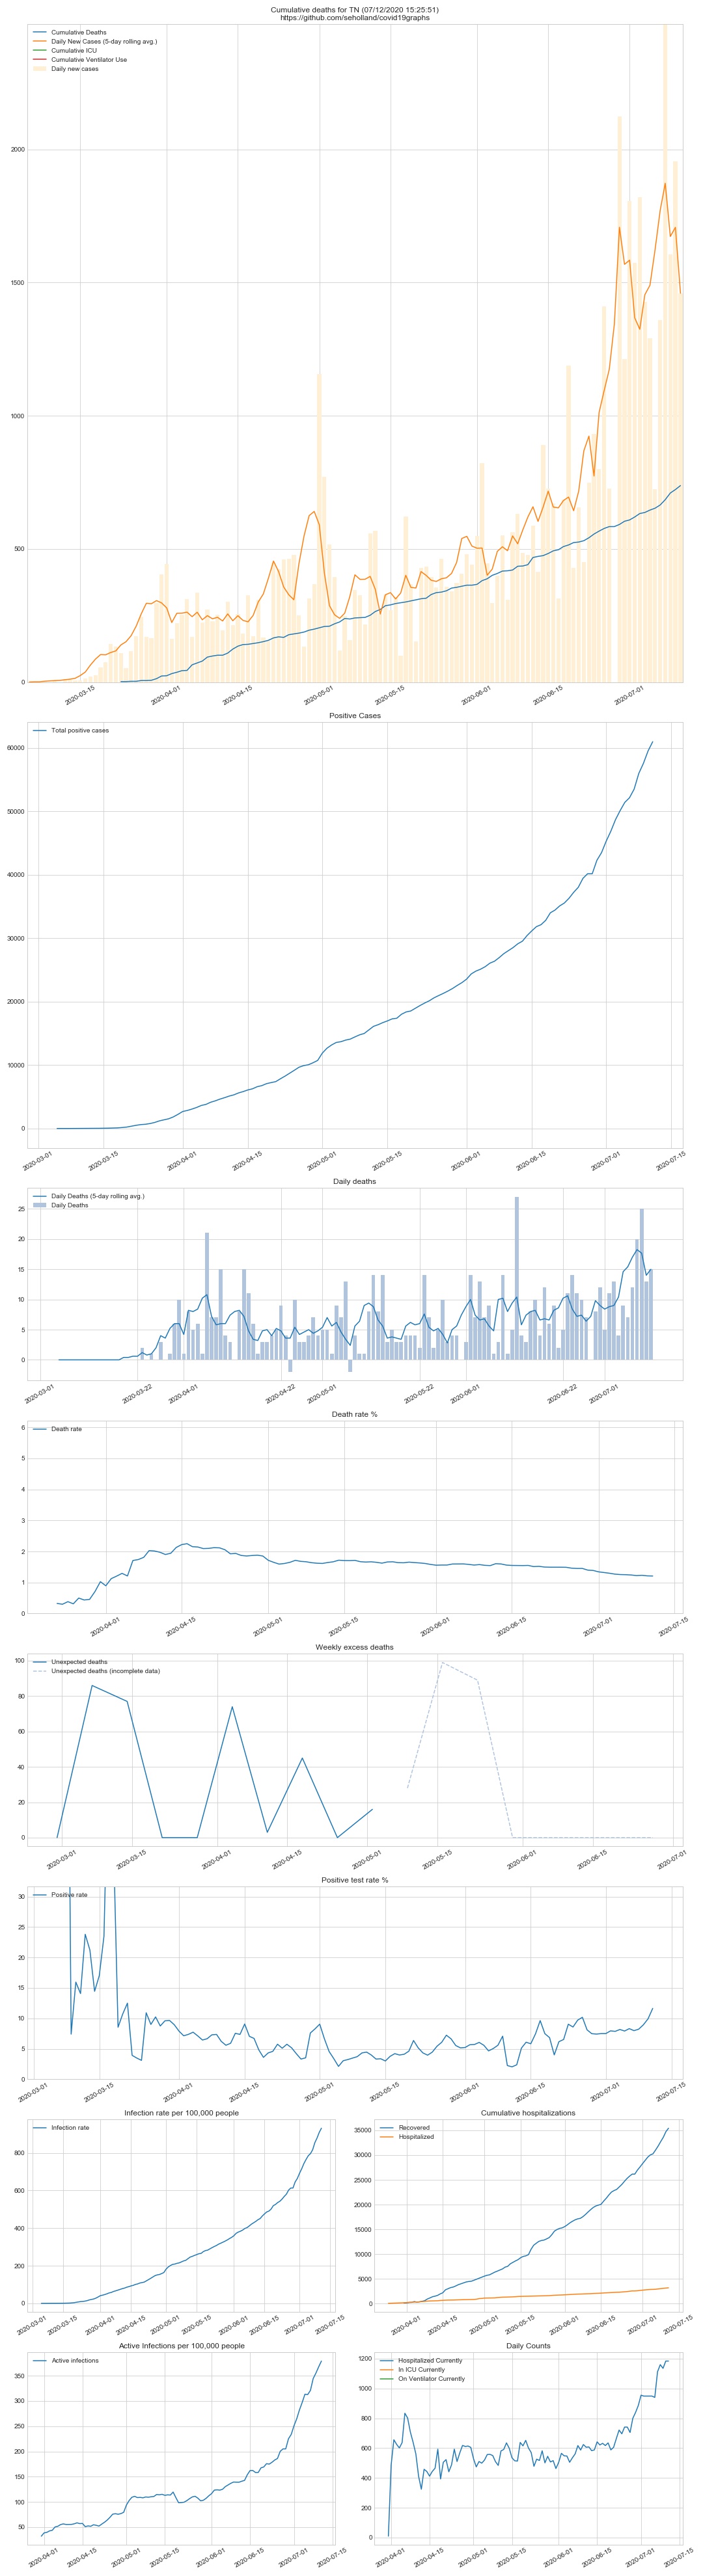 Cumulative deaths for TN (07/12/2020 15:25:51)
https://github.com/seholland/covid19graphs
Cumulative Deaths
Daily New Cases (5-day rolling avg.)
Cumulative ICU
Cumulative Ventilator Use
Daily new cases
2000
1500
1000
500
0
2020-03-15 2020-04-01 2020-04-15 2020-05-01 2020-05-15 2020-06-01 2020-06-15 2020-07-01
Positive Cases
Total positive cases
60000
50000
40000
30000
20000
10000
0
2020-03-01 2020-03-15 2020-04-01 2020-04-15 2020-05-01 2020-05-15 2020-06-01 2020-06-15 2020-07-01 2020-07-15
Daily deaths
Daily Deaths (5-day rolling avg.)
Daily Deaths
25
20
15
10
5
0
2020-03-01 2020-03-22 2020-04-01 2020-04-22 2020-05-01 2020-05-22 2020-06-01 2020-06-22 2020-07-01
Death rate %
Death rate
6
5
4
3
2
1
0
2020-04-01 2020-04-15 2020-05-01 2020-05-15 2020-06-01 2020-06-15 2020-07-01 2020-07-15
Weekly excess deaths
Unexpected deaths
Unexpected deaths (incomplete data)
100
80
60
40
20
0
2020-03-01 2020-03-15 2020-04-01 2020-04-15 2020-05-01 2020-05-15 2020-06-01 2020-06-15 2020-07-01
Positive test rate %
Positive rate
30
25
20
15
10
5
0
2020-03-01 2020-03-15 2020-04-01 2020-04-15 2020-05-01 2020-05-15 2020-06-01 2020-06-15 2020-07-01 2020-07-15
Infection rate per 100,000 people
Infection rate
800
600
400
200
0
2020-03-01 2020-03-15 2020-04-01 2020-04-15 2020-05-01 2020-05-15 2020-06-01 2020-06-15 2020-07-01 2020-07-15
Cumulative hospitalizations
Recovered
Hospitalized
35000
30000
25000
20000
15000
10000
5000
0
2020-04-01 2020-04-15 2020-05-01 2020-05-15 2020-06-01 2020-06-15 2020-07-01 2020-07-15
Active Infections per 100,000 people
Active infections
350
300
250
200
150
100
50
2020-04-01 2020-04-15 2020-05-01 2020-05-15 2020-06-01 2020-06-15 2020-07-01 2020-07-15
Daily Counts
Hospitalized Currently
In ICU Currently
On Ventilator Currently
1200
1000
800
600
400
200
0
2020-04-01 2020-04-15 2020-05-01 2020-05-15 2020-06-01 2020-06-15 2020-07-01 2020-07-15